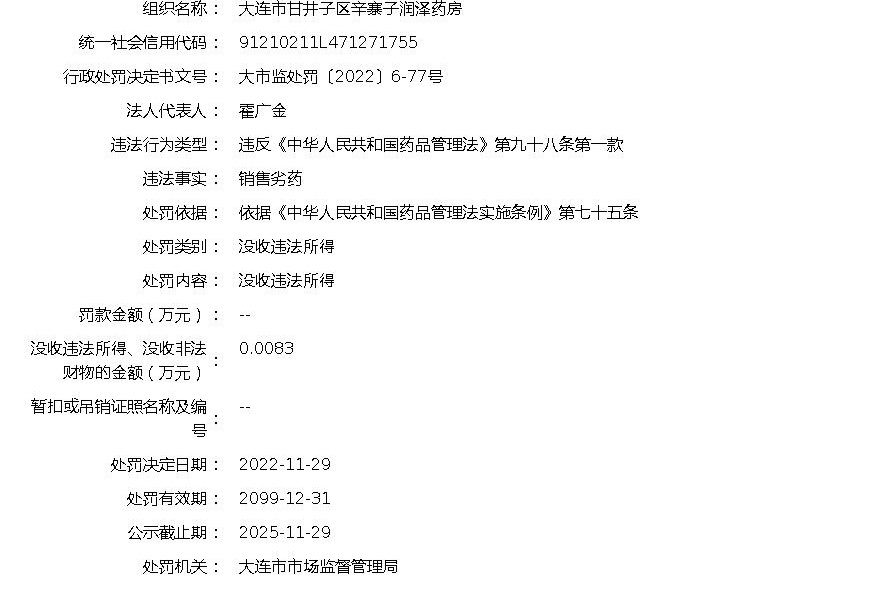 组织名称： 大连市甘井子区辛寨子润泽药房
统一社会信用代码： 91210211L471271755
行政处罚决定书文号： 大市监处罚〔2022〕6-77号
法人代表人： 霍广金
违法行为类型： 违反《中华人民共和国药品管理法》第九十八条第一款
违法事实： 销售劣药
处罚依据： 依据《中华人民共和国药品管理法实施条例》第七十五条
处罚类别： 没收违法所得
处罚内容： 没收违法所得
罚款金额（万元）： --
没收违法所得、没收非法
财物的金额（万元）： 0.0083
暂扣或吊销证照名称及编
号： --
处罚决定日期： 2022-11-29
处罚有效期： 2099-12-31
公示截止期： 2025-11-29
处罚机关： 大连市市场监督管理局